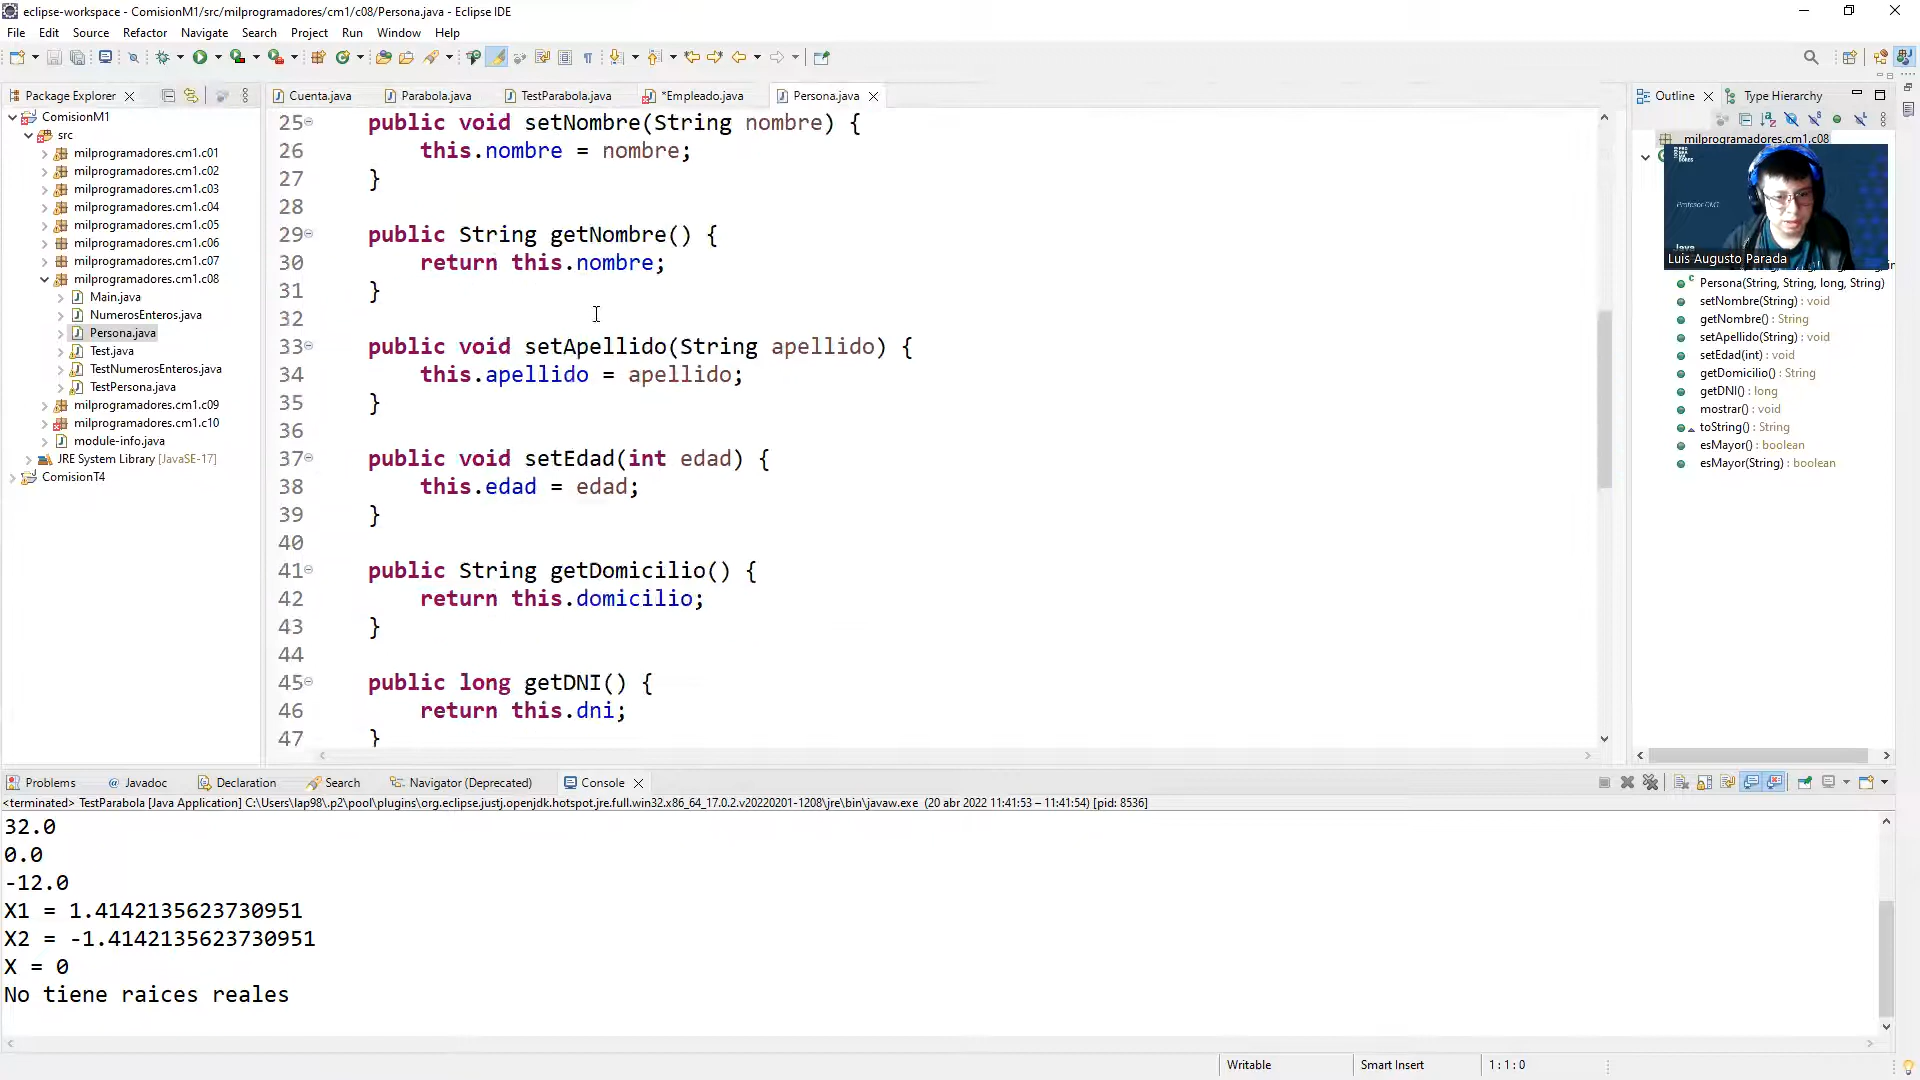 eclipse-workspace - ComisionM1/src/milprogramadores/cm1/c08/Persona.java - Eclipse IDE
File Edit Source Refactor Navigate Search Project Run Window Help
Package Explorer
Cuenta.java Parabola.java TestParabola.java *Empleado.java Persona.java
Outline Type Hierarchy
ComisionM1
src
milprogramadores.cm1.c01
milprogramadores.cm1.c02
milprogramadores.cm1.c03
milprogramadores.cm1.c04
milprogramadores.cm1.c05
milprogramadores.cm1.c06
milprogramadores.cm1.c07
milprogramadores.cm1.c08
Main.java
NumerosEnteros.java
Persona.java
Test.java
TestNumerosEnteros.java
TestPersona.java
milprogramadores.cm1.c09
milprogramadores.cm1.c10
module-info.java
JRE System Library [JavaSE-17]
ComisionT4
25 public void setNombre(String nombre) {
26 this.nombre = nombre;
27 }
28
29 public String getNombre() {
30 return this.nombre;
31 }
32
33 public void setApellido(String apellido) {
34 this.apellido = apellido;
35 }
36
37 public void setEdad(int edad) {
38 this.edad = edad;
39 }
40
41 public String getDomicilio() {
42 return this.domicilio;
43 }
44
45 public long getDNI() {
46 return this.dni;
47 }
milprogramadores.cm1.c08
Profesor CM1
Java
Luis Augusto Parada
Persona(String, String, long, String)
setNombre(String) : void
getNombre() : String
setApellido(String) : void
setEdad(int) : void
getDomicilio() : String
getDNI() : long
mostrar() : void
toString() : String
esMayor() : boolean
esMayor(String) : boolean
Problems Javadoc Declaration Search Navigator (Deprecated) Console
<terminated> TestParabola [Java Application] C:\Users\lap98\.p2\pool\plugins\org.eclipse.justj.openjdk.hotspot.jre.full.win32.x86_64_17.0.2.v20220201-1208\jre\bin\javaw.exe (20 abr 2022 11:41:53 – 11:41:54) [pid: 8536]
32.0
0.0
-12.0
X1 = 1.4142135623730951
X2 = -1.4142135623730951
X = 0
No tiene raices reales
Writable Smart Insert 1 : 1 : 0